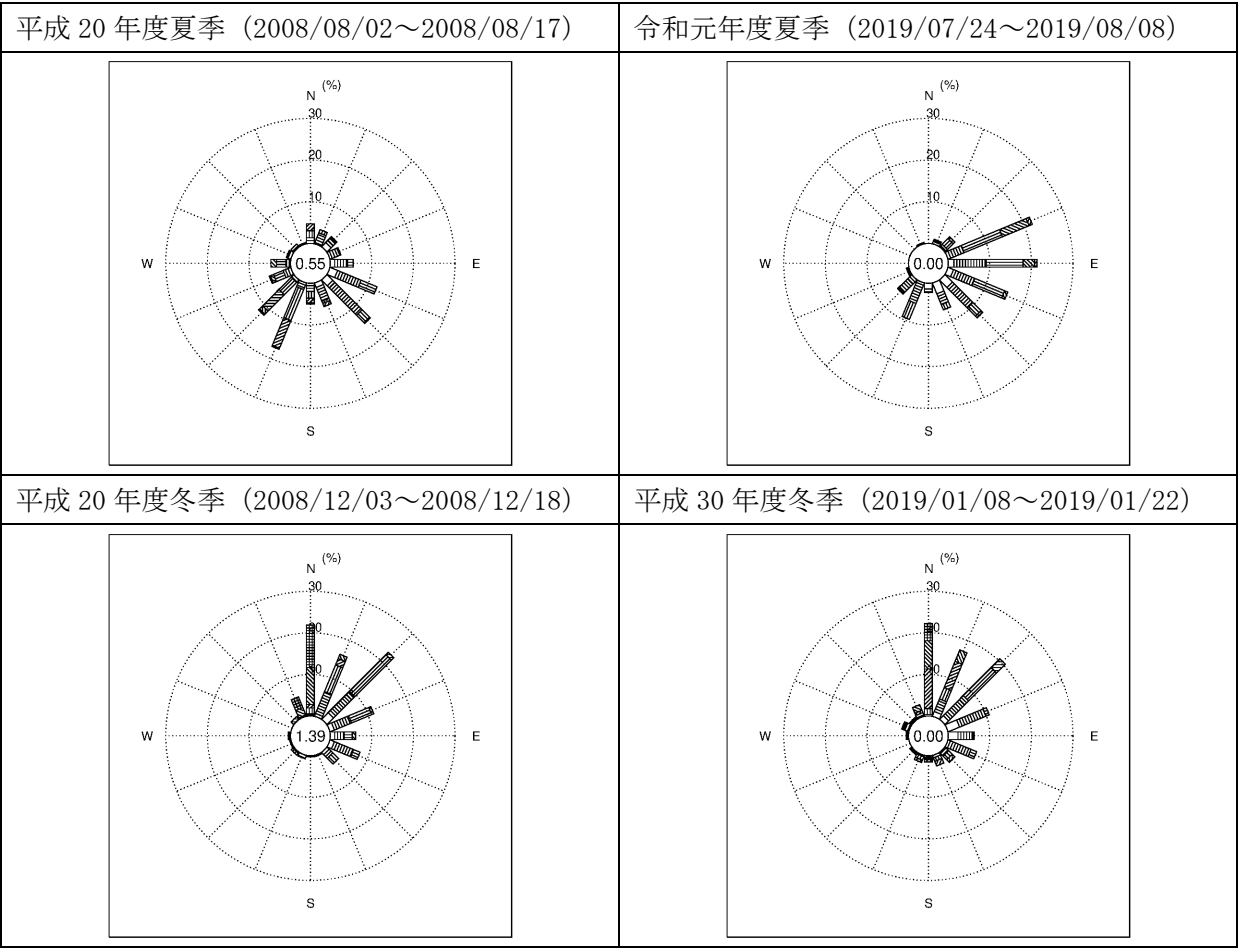 平成 20 年度夏季（2008/08/02～2008/08/17）
令和元年度夏季（2019/07/24～2019/08/08）
N (%)
30
20
10
W
0.55
E
S
N (%)
30
20
10
W
0.00
E
S
平成 20 年度冬季（2008/12/03～2008/12/18）
平成 30 年度冬季（2019/01/08～2019/01/22）
N (%)
30
20
10
W
1.39
E
S
N (%)
30
20
10
W
0.00
E
S